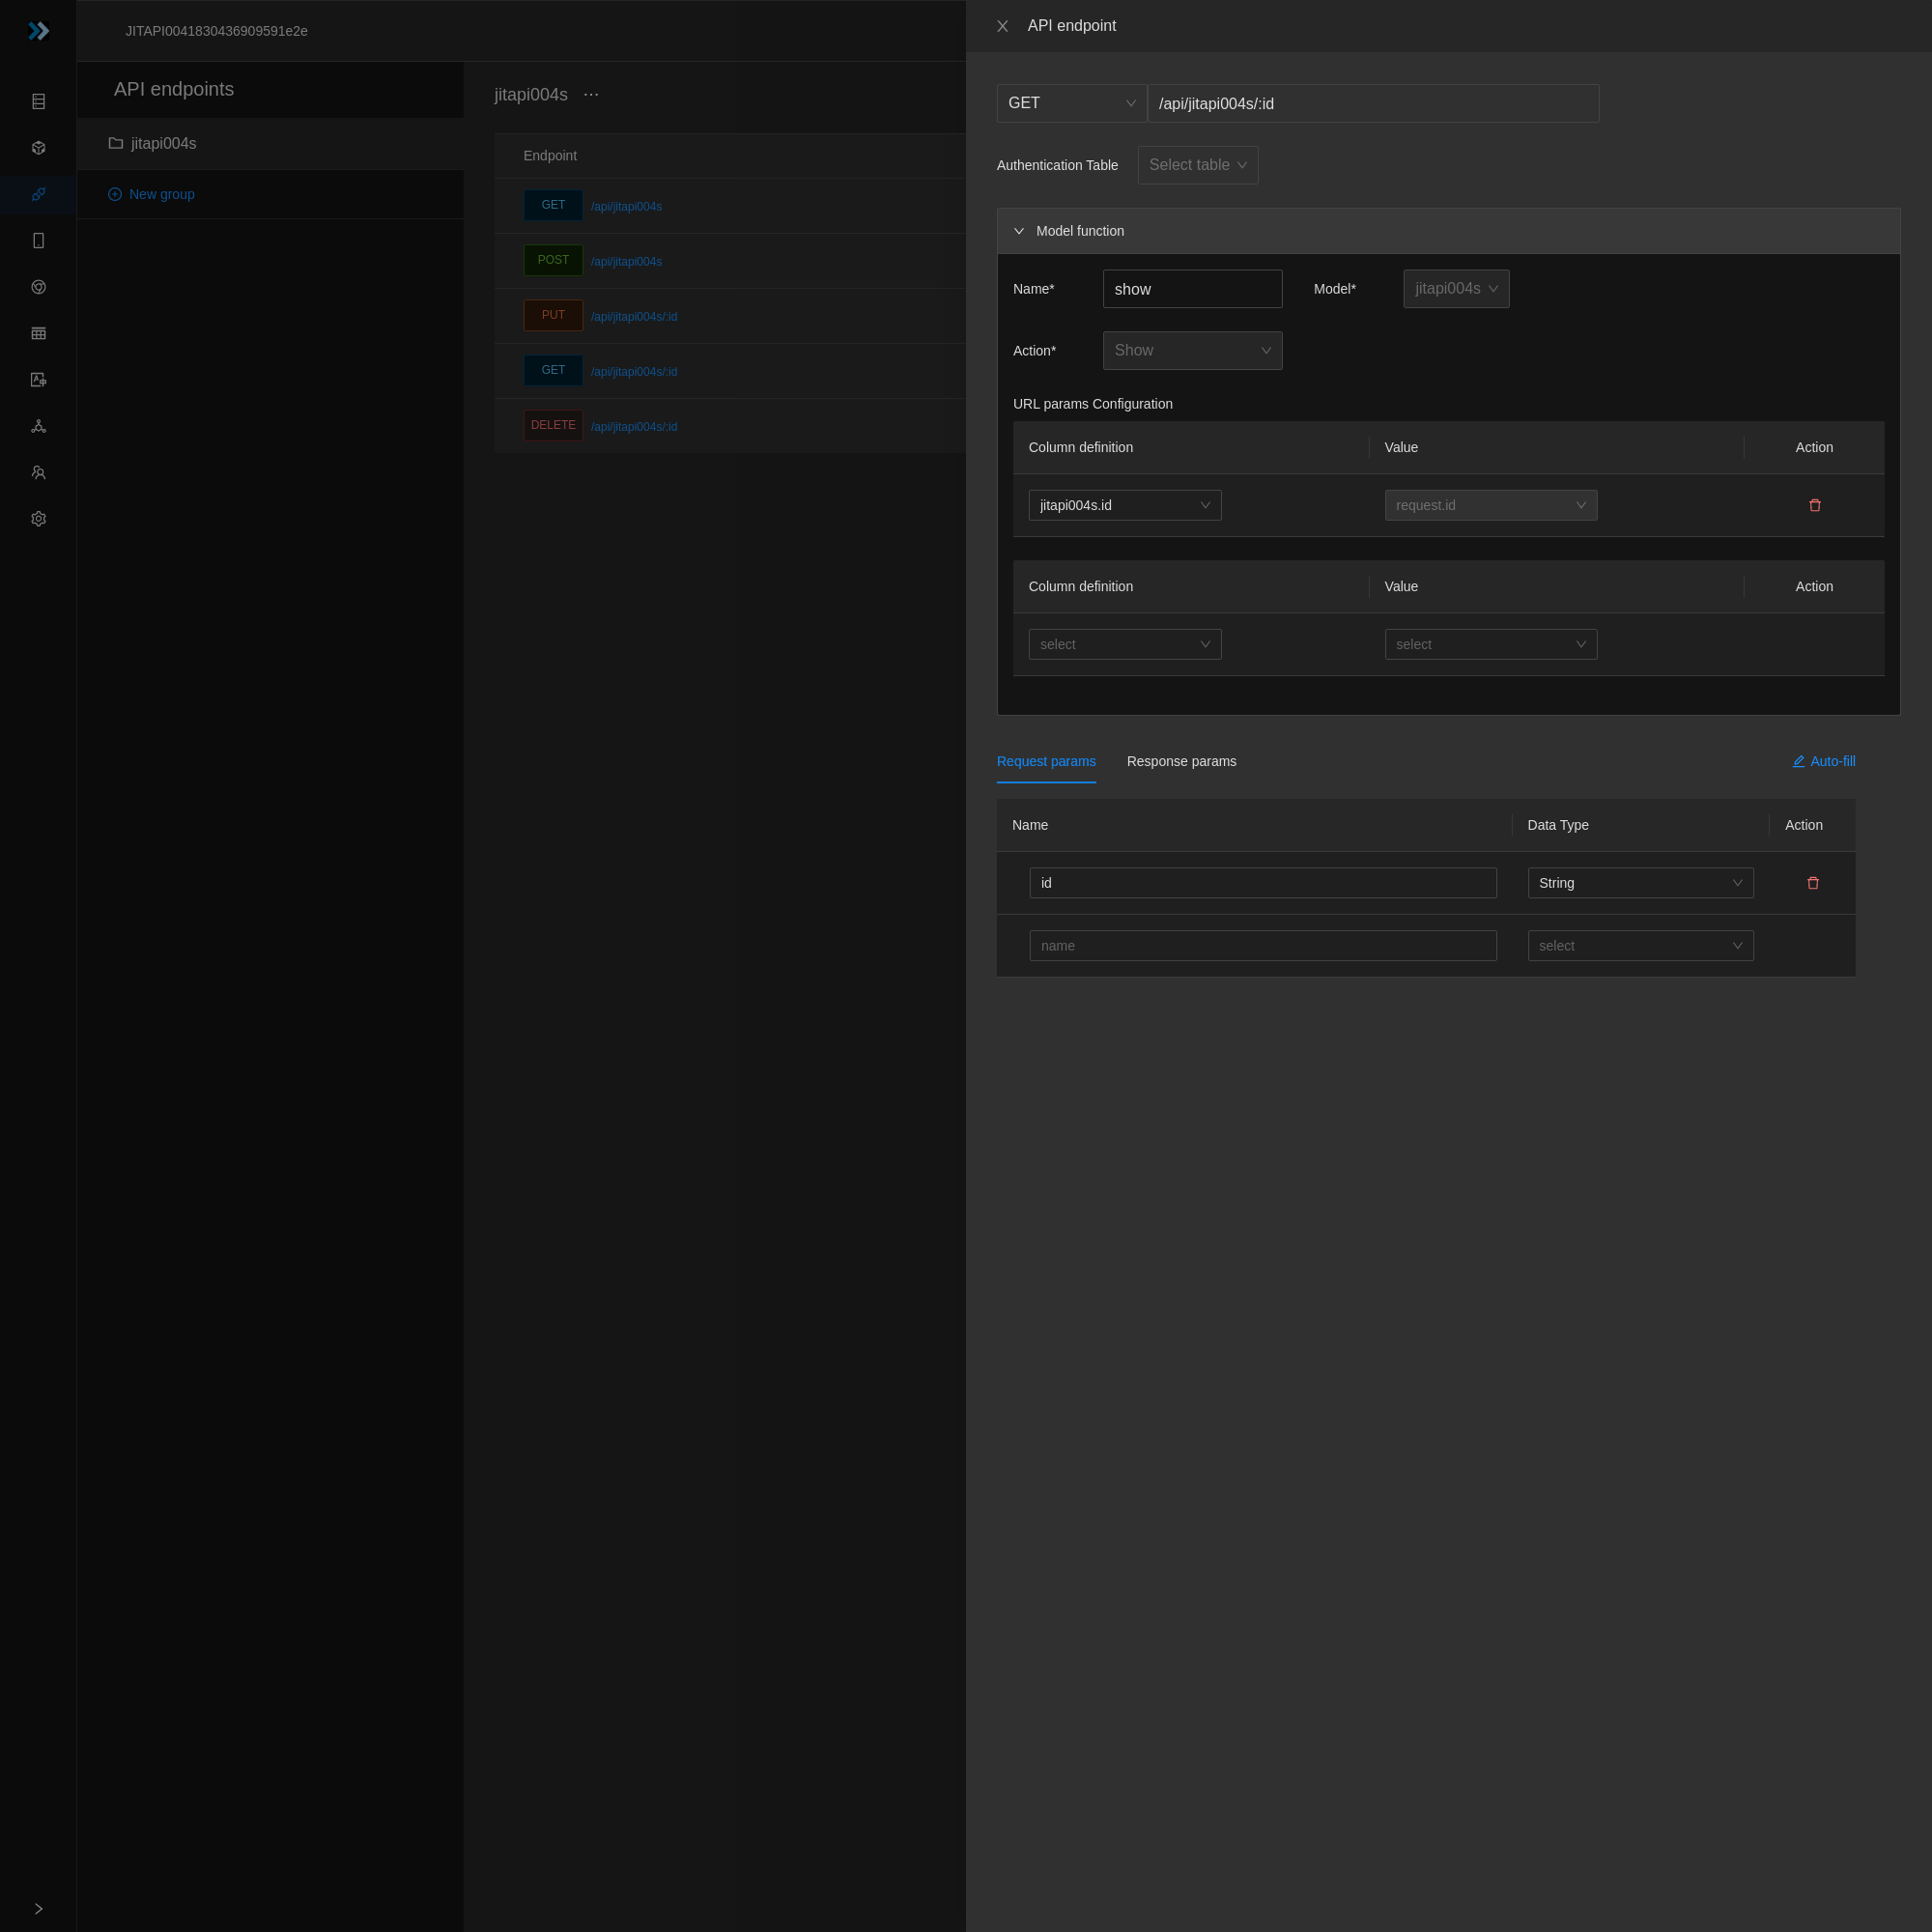 JITAPI0041830436909591e2e
API endpoints
jitapi004s
New group
jitapi004s
Endpoint
GET /api/jitapi004s
POST /api/jitapi004s
PUT /api/jitapi004s/:id
GET /api/jitapi004s/:id
DELETE /api/jitapi004s/:id
API endpoint
GET /api/jitapi004s/:id
Authentication Table Select table
Model function
Name* show Model* jitapi004s
Action* Show
URL params Configuration
Column definition Value Action
jitapi004s.id request.id
Column definition Value Action
select select
Request params Response params Auto-fill
Name Data Type Action
id String
name select